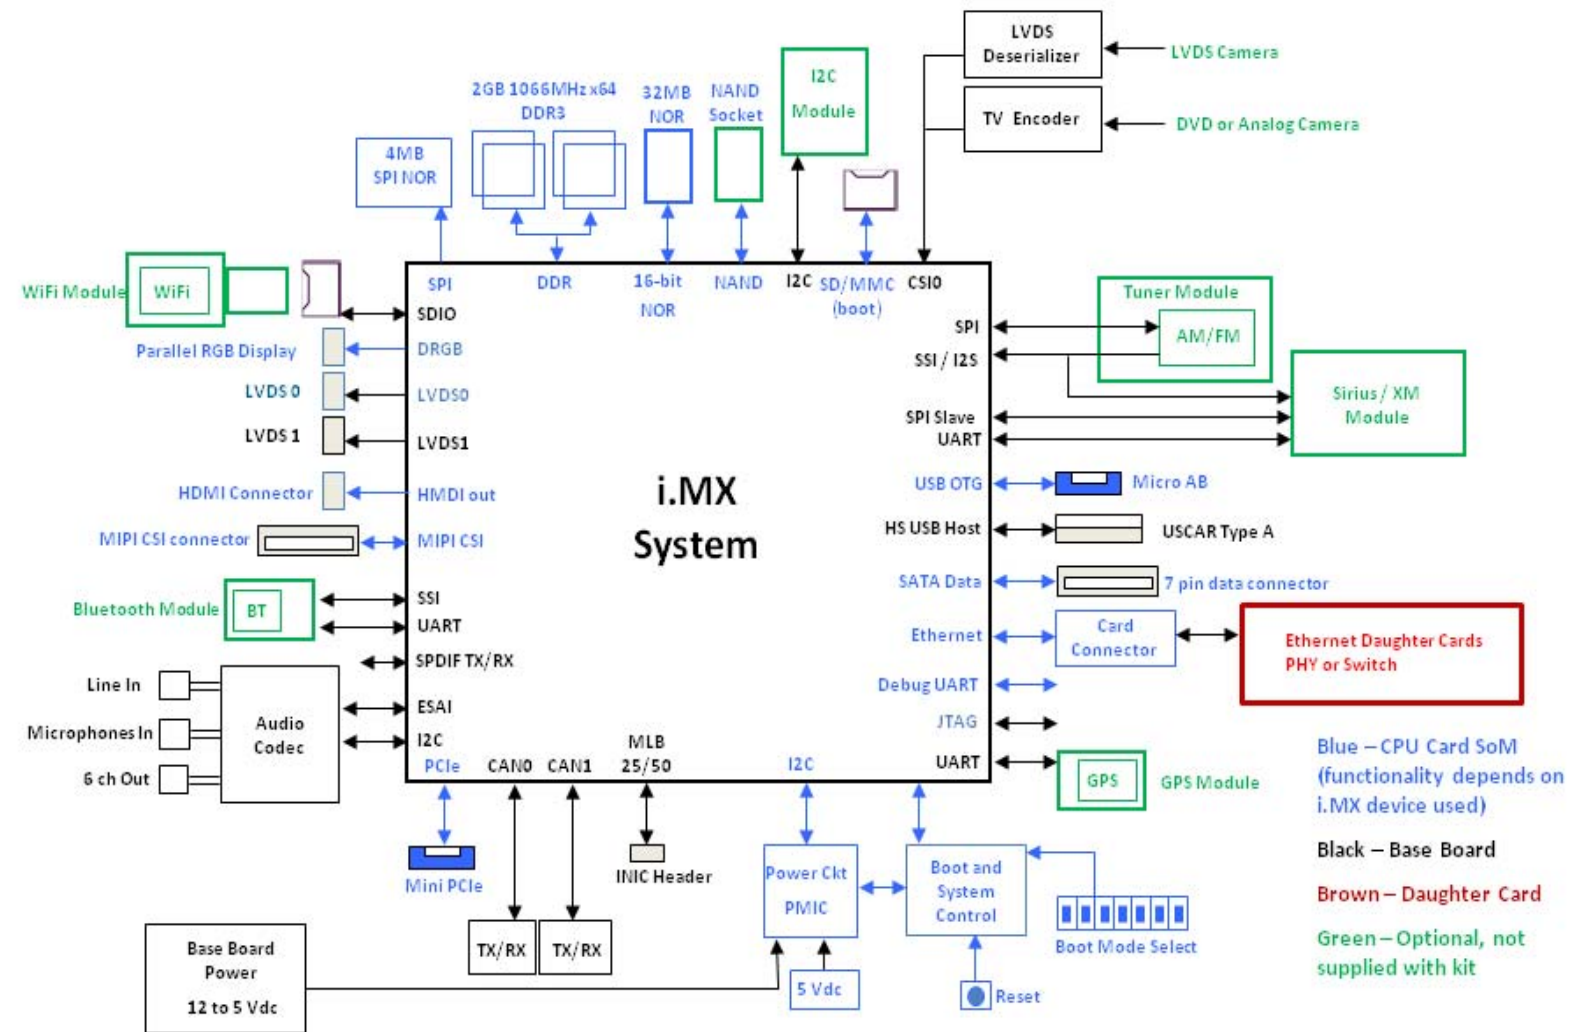 LVDS
Deserializer
LVDS Camera
TV Encoder
DVD or Analog Camera
I2C
Module
2GB 1066MHz x64
DDR3
32MB
NOR
NAND
Socket
4MB
SPI NOR
SPI
DDR
16-bit
NOR
NAND
I2C
SD/MMC
(boot)
CSI0
WiFi Module
WiFi
SDIO
Parallel RGB Display
DRGB
LVDS 0
LVDS0
LVDS 1
LVDS1
HDMI Connector
HMDI out
MIPI CSI connector
MIPI CSI
Bluetooth Module
BT
SSI
UART
SPDIF TX/RX
Line In
Microphones In
6 ch Out
Audio
Codec
ESAI
I2C
PCIe
CAN0
CAN1
MLB
25/50
I2C
i.MX
System
SPI
SSI / I2S
SPI Slave
UART
USB OTG
HS USB Host
SATA Data
Ethernet
Debug UART
JTAG
UART
Tuner Module
AM/FM
Sirius / XM
Module
Micro AB
USCAR Type A
7 pin data connector
Card
Connector
Ethernet Daughter Cards
PHY or Switch
GPS
GPS Module
Mini PCIe
INIC Header
TX/RX
TX/RX
Power Ckt
PMIC
Boot and
System
Control
Boot Mode Select
5 Vdc
Reset
Base Board
Power
12 to 5 Vdc
Blue – CPU Card SoM
(functionality depends on
i.MX device used)
Black – Base Board
Brown – Daughter Card
Green – Optional, not
supplied with kit